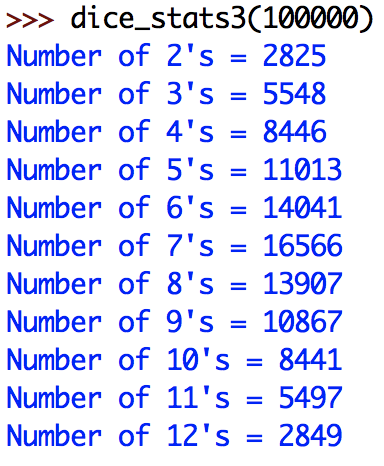 >>> dice_stats3(100000)
Number of 2's = 2825
Number of 3's = 5548
Number of 4's = 8446
Number of 5's = 11013
Number of 6's = 14041
Number of 7's = 16566
Number of 8's = 13907
Number of 9's = 10867
Number of 10's = 8441
Number of 11's = 5497
Number of 12's = 2849